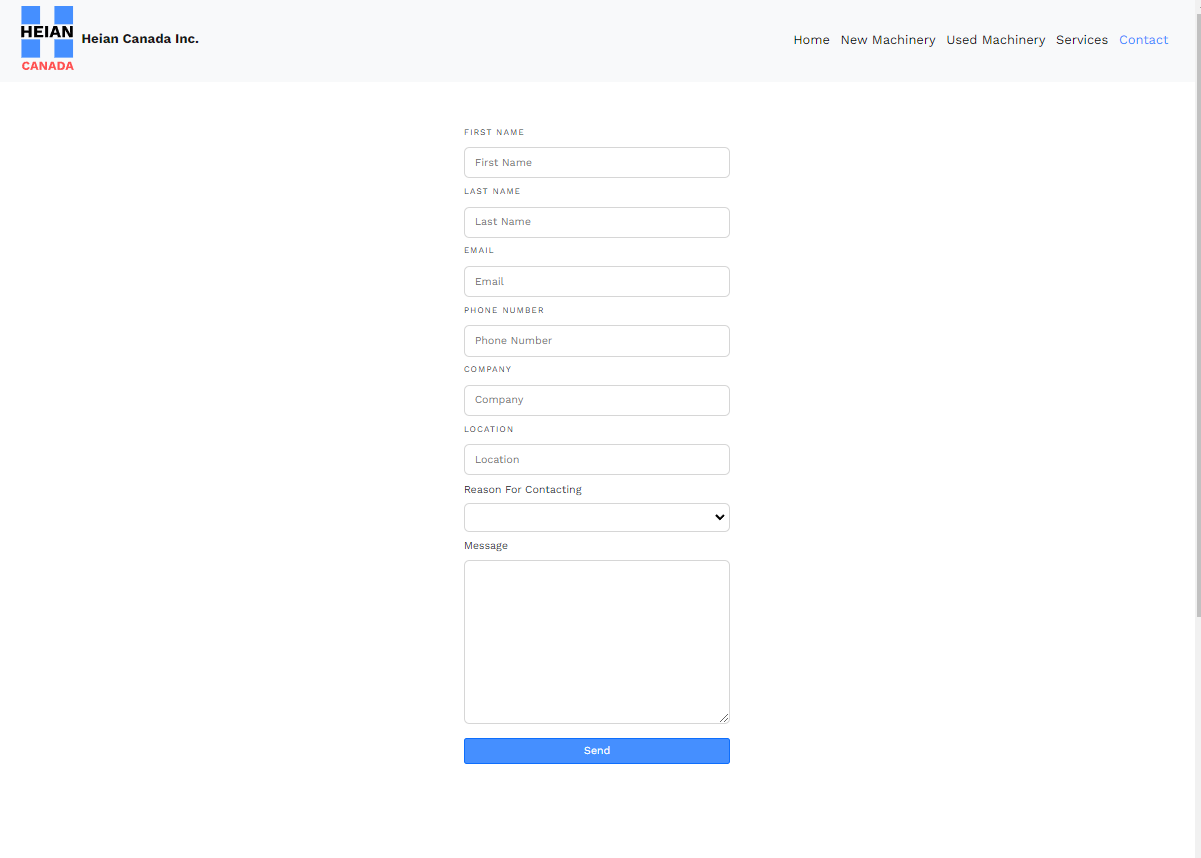 HEIAN
CANADA
Heian Canada Inc.
Home New Machinery Used Machinery Services Contact
FIRST NAME
First Name
LAST NAME
Last Name
EMAIL
Email
PHONE NUMBER
Phone Number
COMPANY
Company
LOCATION
Location
Reason For Contacting
Message
Send